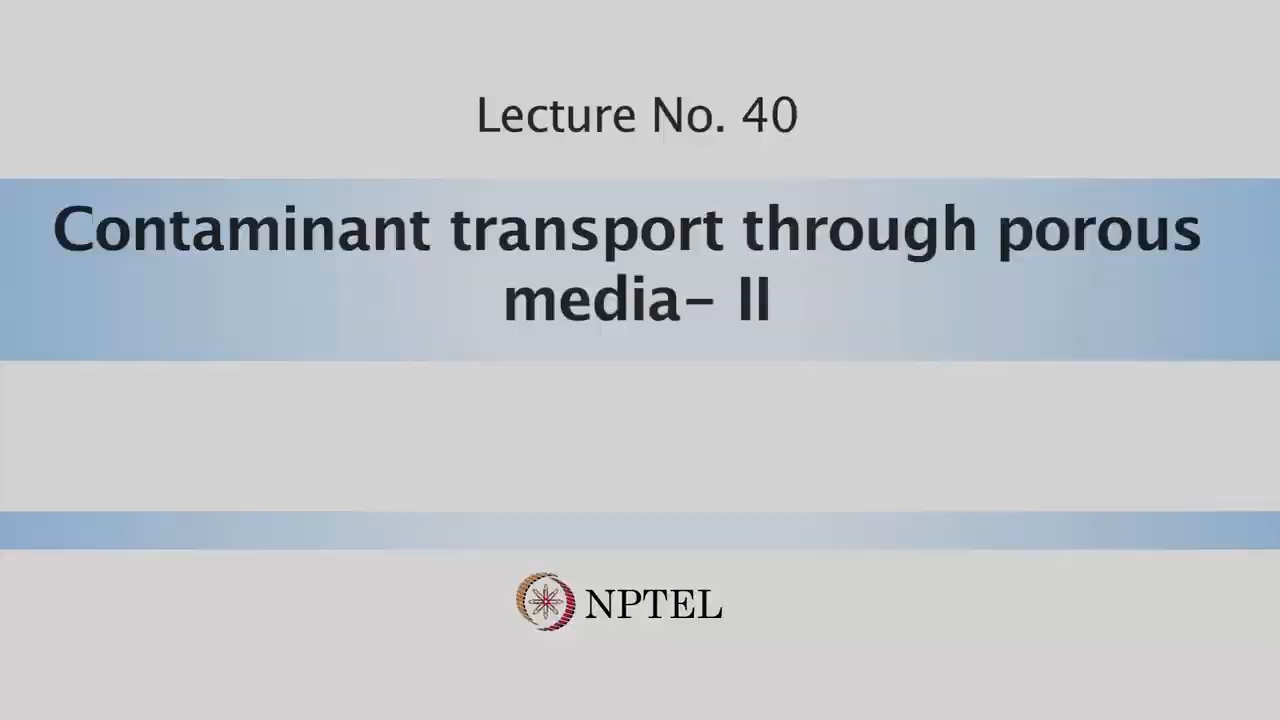 Lecture No. 40
Contaminant transport through porous
media– II
NPTEL